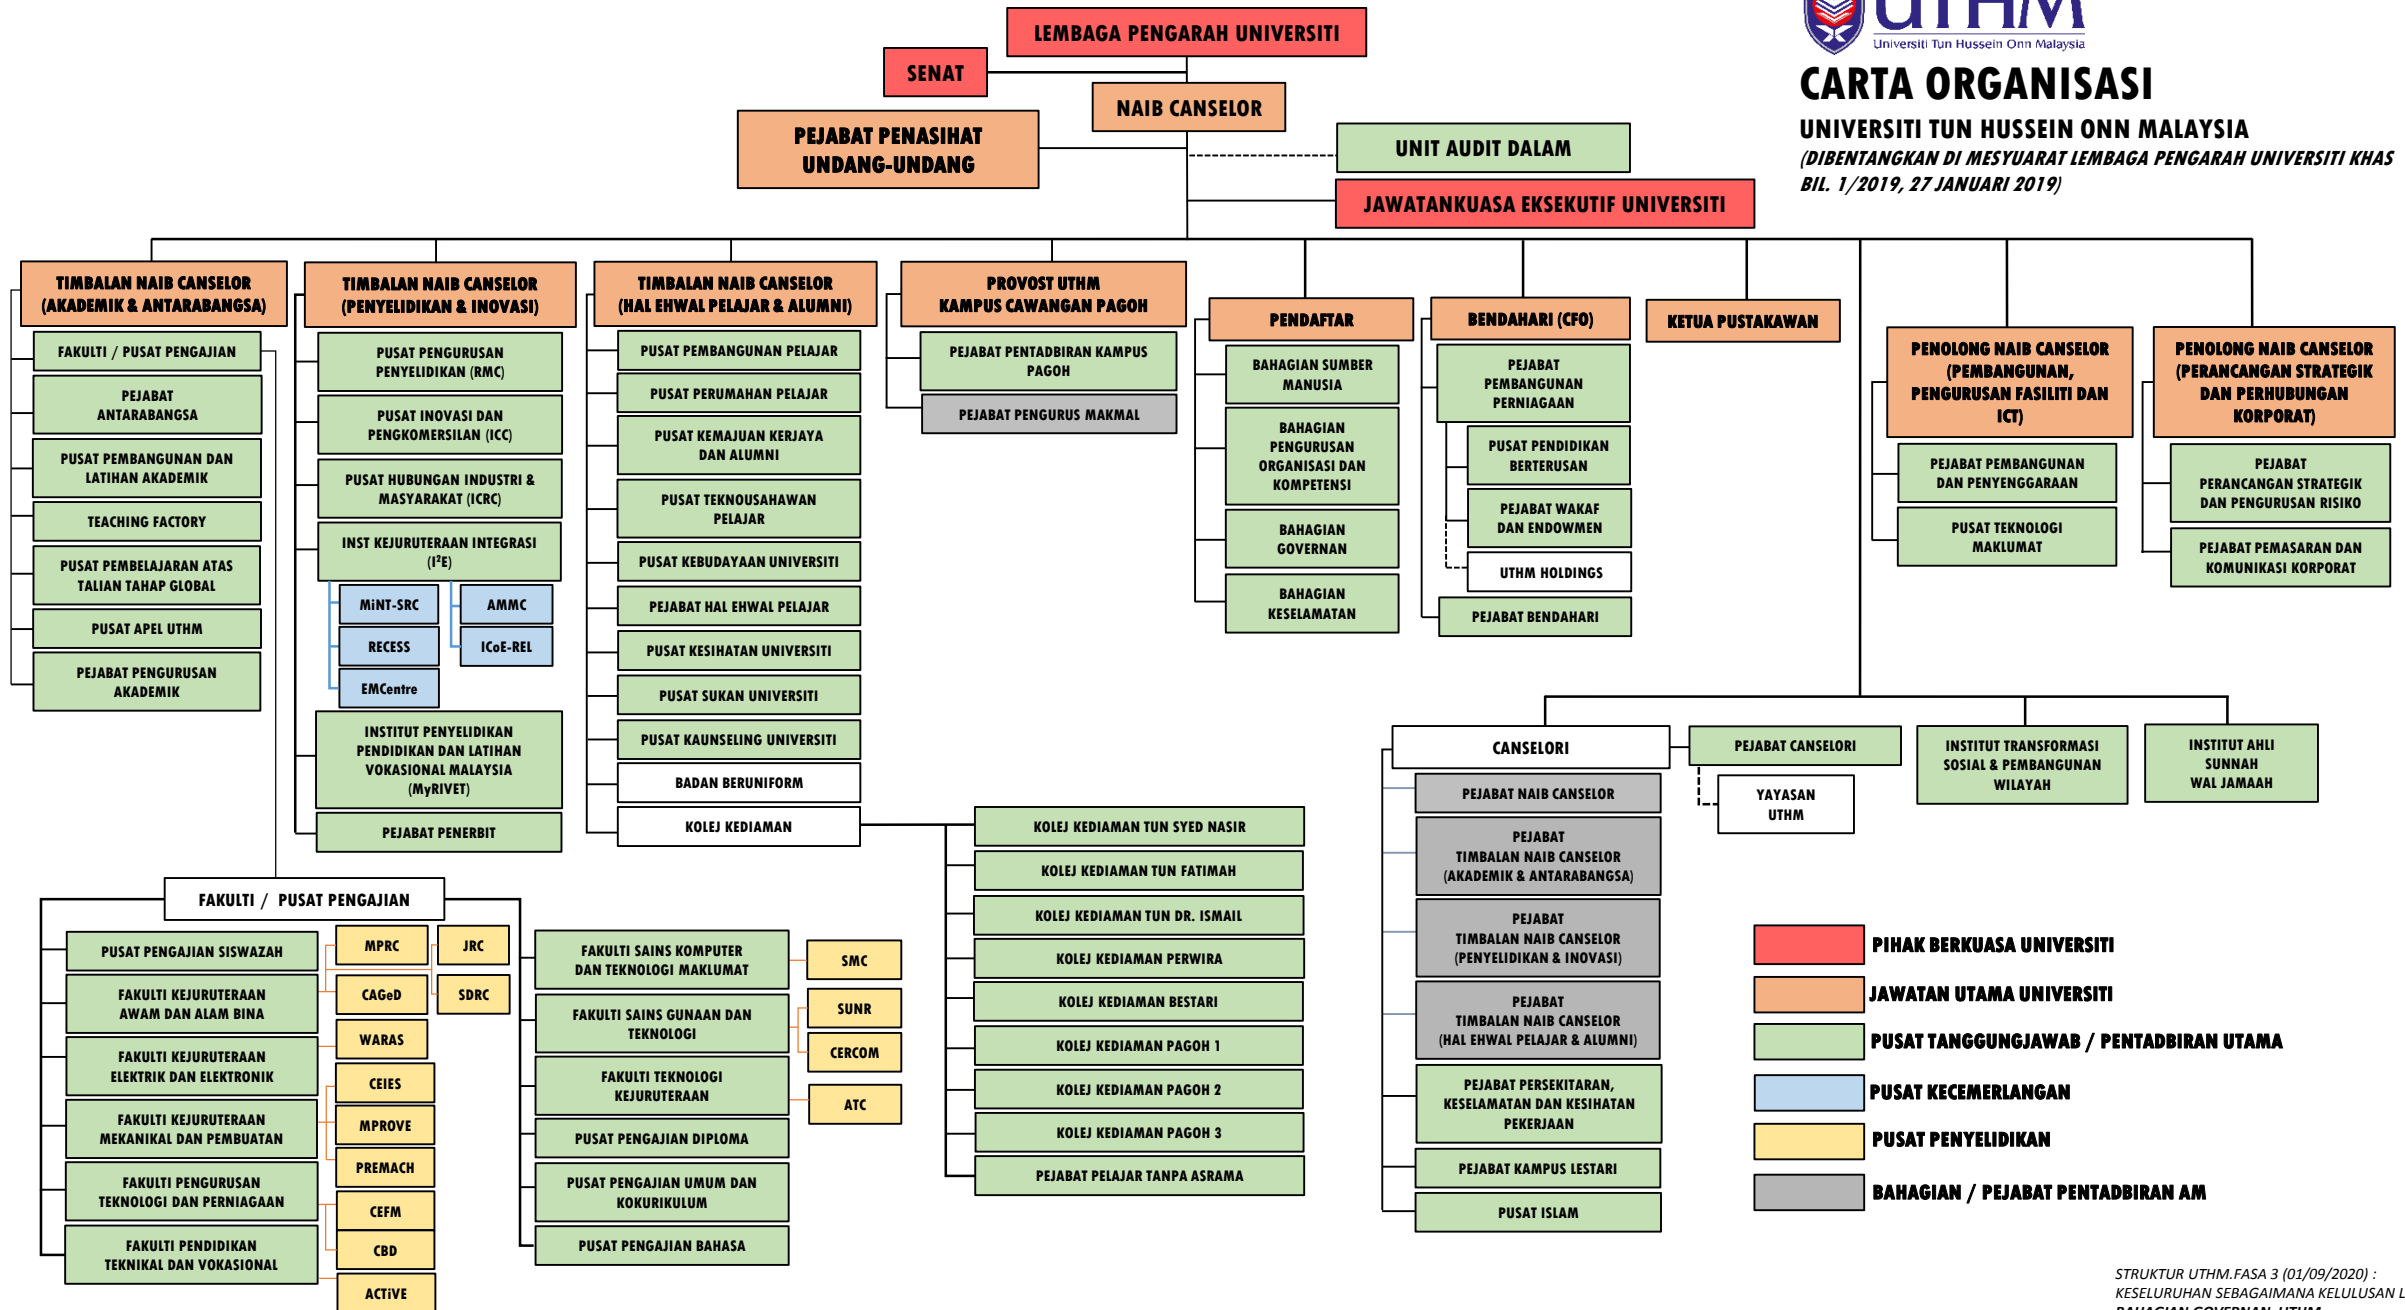 LEMBAGA PENGARAH UNIVERSITI
SENAT
NAIB CANSELOR
PEJABAT PENASIHAT
UNDANG-UNDANG
UNIT AUDIT DALAM
JAWATANKUASA EKSEKUTIF UNIVERSITI
UTHM
Universiti Tun Hussein Onn Malaysia
CARTA ORGANISASI
UNIVERSITI TUN HUSSEIN ONN MALAYSIA
(DIBENTANGKAN DI MESYUARAT LEMBAGA PENGARAH UNIVERSITI KHAS
BIL. 1/2019, 27 JANUARI 2019)
TIMBALAN NAIB CANSELOR
(AKADEMIK & ANTARABANGSA)
FAKULTI / PUSAT PENGAJIAN
PEJABAT
ANTARABANGSA
PUSAT PEMBANGUNAN DAN
LATIHAN AKADEMIK
TEACHING FACTORY
PUSAT PEMBELAJARAN ATAS
TALIAN TAHAP GLOBAL
PUSAT APEL UTHM
PEJABAT PENGURUSAN
AKADEMIK
TIMBALAN NAIB CANSELOR
(PENYELIDIKAN & INOVASI)
PUSAT PENGURUSAN
PENYELIDIKAN (RMC)
PUSAT INOVASI DAN
PENGKOMERSILAN (ICC)
PUSAT HUBUNGAN INDUSTRI &
MASYARAKAT (ICRC)
INST KEJURUTERAAN INTEGRASI
(I²E)
MiNT-SRC
AMMC
RECESS
ICoE-REL
EMCentre
INSTITUT PENYELIDIKAN
PENDIDIKAN DAN LATIHAN
VOKASIONAL MALAYSIA
(MyRIVET)
PEJABAT PENERBIT
TIMBALAN NAIB CANSELOR
(HAL EHWAL PELAJAR & ALUMNI)
PUSAT PEMBANGUNAN PELAJAR
PUSAT PERUMAHAN PELAJAR
PUSAT KEMAJUAN KERJAYA
DAN ALUMNI
PUSAT TEKNOUSAHAWAN
PELAJAR
PUSAT KEBUDAYAAN UNIVERSITI
PEJABAT HAL EHWAL PELAJAR
PUSAT KESIHATAN UNIVERSITI
PUSAT SUKAN UNIVERSITI
PUSAT KAUNSELING UNIVERSITI
BADAN BERUNIFORM
KOLEJ KEDIAMAN
KOLEJ KEDIAMAN TUN SYED NASIR
KOLEJ KEDIAMAN TUN FATIMAH
KOLEJ KEDIAMAN TUN DR. ISMAIL
KOLEJ KEDIAMAN PERWIRA
KOLEJ KEDIAMAN BESTARI
KOLEJ KEDIAMAN PAGOH 1
KOLEJ KEDIAMAN PAGOH 2
KOLEJ KEDIAMAN PAGOH 3
PEJABAT PELAJAR TANPA ASRAMA
PROVOST UTHM
KAMPUS CAWANGAN PAGOH
PEJABAT PENTADBIRAN KAMPUS
PAGOH
PEJABAT PENGURUS MAKMAL
PENDAFTAR
BAHAGIAN SUMBER
MANUSIA
BAHAGIAN
PENGURUSAN
ORGANISASI DAN
KOMPETENSI
BAHAGIAN
GOVERNAN
BAHAGIAN
KESELAMATAN
BENDAHARI (CFO)
PEJABAT
PEMBANGUNAN
PERNIAGAAN
PUSAT PENDIDIKAN
BERTERUSAN
PEJABAT WAKAF
DAN ENDOWMEN
UTHM HOLDINGS
PEJABAT BENDAHARI
KETUA PUSTAKAWAN
PENOLONG NAIB CANSELOR
(PEMBANGUNAN,
PENGURUSAN FASILITI DAN
ICT)
PEJABAT PEMBANGUNAN
DAN PENYENGGARAAN
PUSAT TEKNOLOGI
MAKLUMAT
PENOLONG NAIB CANSELOR
(PERANCANGAN STRATEGIK
DAN PERHUBUNGAN
KORPORAT)
PEJABAT
PERANCANGAN STRATEGIK
DAN PENGURUSAN RISIKO
PEJABAT PEMASARAN DAN
KOMUNIKASI KORPORAT
CANSELORI
PEJABAT CANSELORI
YAYASAN
UTHM
INSTITUT TRANSFORMASI
SOSIAL & PEMBANGUNAN
WILAYAH
INSTITUT AHLI
SUNNAH
WAL JAMAAH
PEJABAT NAIB CANSELOR
PEJABAT
TIMBALAN NAIB CANSELOR
(AKADEMIK & ANTARABANGSA)
PEJABAT
TIMBALAN NAIB CANSELOR
(PENYELIDIKAN & INOVASI)
PEJABAT
TIMBALAN NAIB CANSELOR
(HAL EHWAL PELAJAR & ALUMNI)
PEJABAT PERSEKITARAN,
KESELAMATAN DAN KESIHATAN
PEKERJAAN
PEJABAT KAMPUS LESTARI
PUSAT ISLAM
FAKULTI / PUSAT PENGAJIAN
PUSAT PENGAJIAN SISWAZAH
FAKULTI KEJURUTERAAN
AWAM DAN ALAM BINA
FAKULTI KEJURUTERAAN
ELEKTRIK DAN ELEKTRONIK
FAKULTI KEJURUTERAAN
MEKANIKAL DAN PEMBUATAN
FAKULTI PENGURUSAN
TEKNOLOGI DAN PERNIAGAAN
FAKULTI PENDIDIKAN
TEKNIKAL DAN VOKASIONAL
MPRC
JRC
CAGeD
SDRC
WARAS
CEIES
MPROVE
PREMACH
CEFM
CBD
ACTiVE
FAKULTI SAINS KOMPUTER
DAN TEKNOLOGI MAKLUMAT
FAKULTI SAINS GUNAAN DAN
TEKNOLOGI
FAKULTI TEKNOLOGI
KEJURUTERAAN
PUSAT PENGAJIAN DIPLOMA
PUSAT PENGAJIAN UMUM DAN
KOKURIKULUM
PUSAT PENGAJIAN BAHASA
SMC
SUNR
CERCOM
ATC
PIHAK BERKUASA UNIVERSITI
JAWATAN UTAMA UNIVERSITI
PUSAT TANGGUNGJAWAB / PENTADBIRAN UTAMA
PUSAT KECEMERLANGAN
PUSAT PENYELIDIKAN
BAHAGIAN / PEJABAT PENTADBIRAN AM
STRUKTUR UTHM.FASA 3 (01/09/2020) :
KESELURUHAN SEBAGAIMANA KELULUSAN
BAHAGIAN GOVERNAN, UTHM